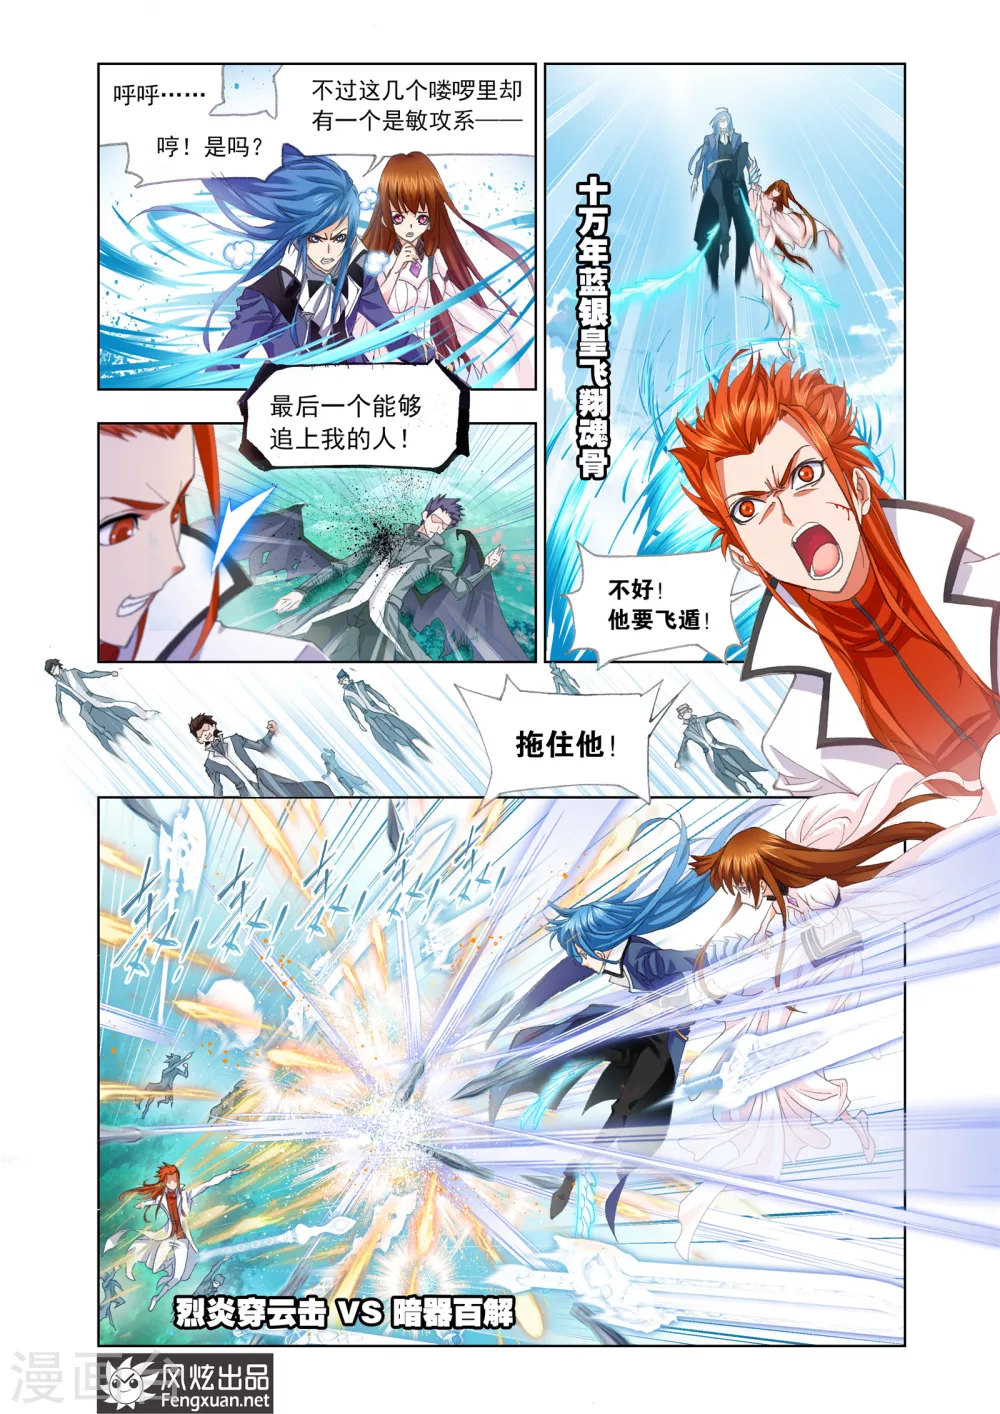 呼呼……
哼！是吗？
不过这几个喽啰里却
有一个是敏攻系——
十万年蓝银皇飞翔魂骨
最后一个能够
追上我的人！
不好！
他要飞遁！
拖住他！
烈炎穿云击 VS 暗器百解
风炫出品
Fengxuan.net